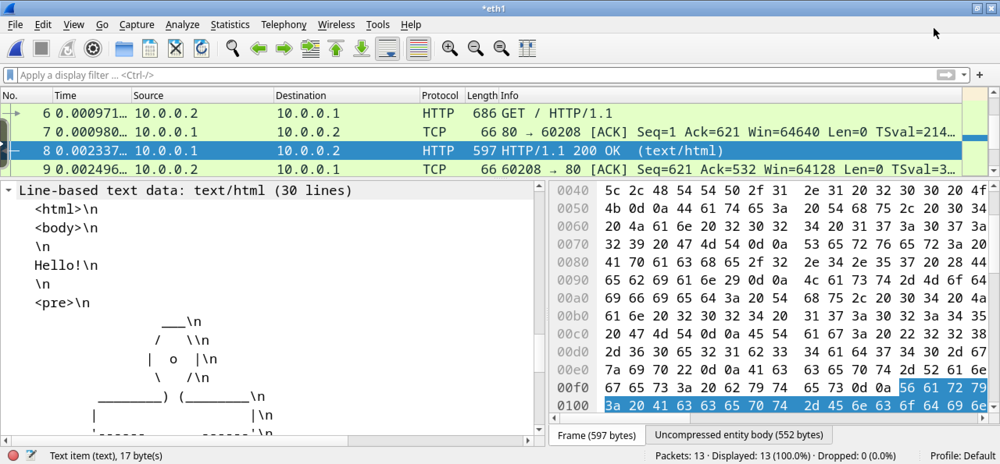 *eth1
File Edit View Go Capture Analyze Statistics Telephony Wireless Tools Help
Apply a display filter ... <Ctrl-/>
No. Time Source Destination Protocol Length Info
6 0.000971… 10.0.0.2 10.0.0.1 HTTP 686 GET / HTTP/1.1
7 0.000980… 10.0.0.1 10.0.0.2 TCP 66 80 → 60208 [ACK] Seq=1 Ack=621 Win=64640 Len=0 TSval=214…
8 0.002337… 10.0.0.1 10.0.0.2 HTTP 597 HTTP/1.1 200 OK  (text/html)
9 0.002496… 10.0.0.2 10.0.0.1 TCP 66 60208 → 80 [ACK] Seq=621 Ack=532 Win=64128 Len=0 TSval=3…
Line-based text data: text/html (30 lines)
<html>\n
<body>\n
\n
Hello!\n
\n
<pre>\n
                ___\n
               /   \\n
              |  o  |\n
               \   /\n
        ________) (________\n
       |                   |\n
       '------       ------'\n
0040 5c 2c 48 54 54 50 2f 31 2e 31 20 32 30 30 20 4f
0050 4b 0d 0a 44 61 74 65 3a 20 54 68 75 2c 20 30 34
0060 20 4a 61 6e 20 32 30 32 34 20 31 37 3a 30 37 3a
0070 32 39 20 47 4d 54 0d 0a 53 65 72 76 65 72 3a 20
0080 41 70 61 63 68 65 2f 32 2e 34 2e 35 37 20 28 44
0090 65 62 69 61 6e 29 0d 0a 4c 61 73 74 2d 4d 6f 64
00a0 69 66 69 65 64 3a 20 54 68 75 2c 20 30 34 20 4a
00b0 61 6e 20 32 30 32 34 20 31 37 3a 30 32 3a 34 35
00c0 20 47 4d 54 0d 0a 45 54 61 67 3a 20 22 32 32 38
00d0 2d 36 30 65 32 31 62 33 34 61 64 37 34 30 2d 67
00e0 7a 69 70 22 0d 0a 41 63 63 65 70 74 2d 52 61 6e
00f0 67 65 73 3a 20 62 79 74 65 73 0d 0a 56 61 72 79
0100 3a 20 41 63 63 65 70 74 2d 45 6e 63 6f 64 69 6e
Frame (597 bytes) Uncompressed entity body (552 bytes)
Text item (text), 17 byte(s) Packets: 13 · Displayed: 13 (100.0%) · Dropped: 0 (0.0%) Profile: Default